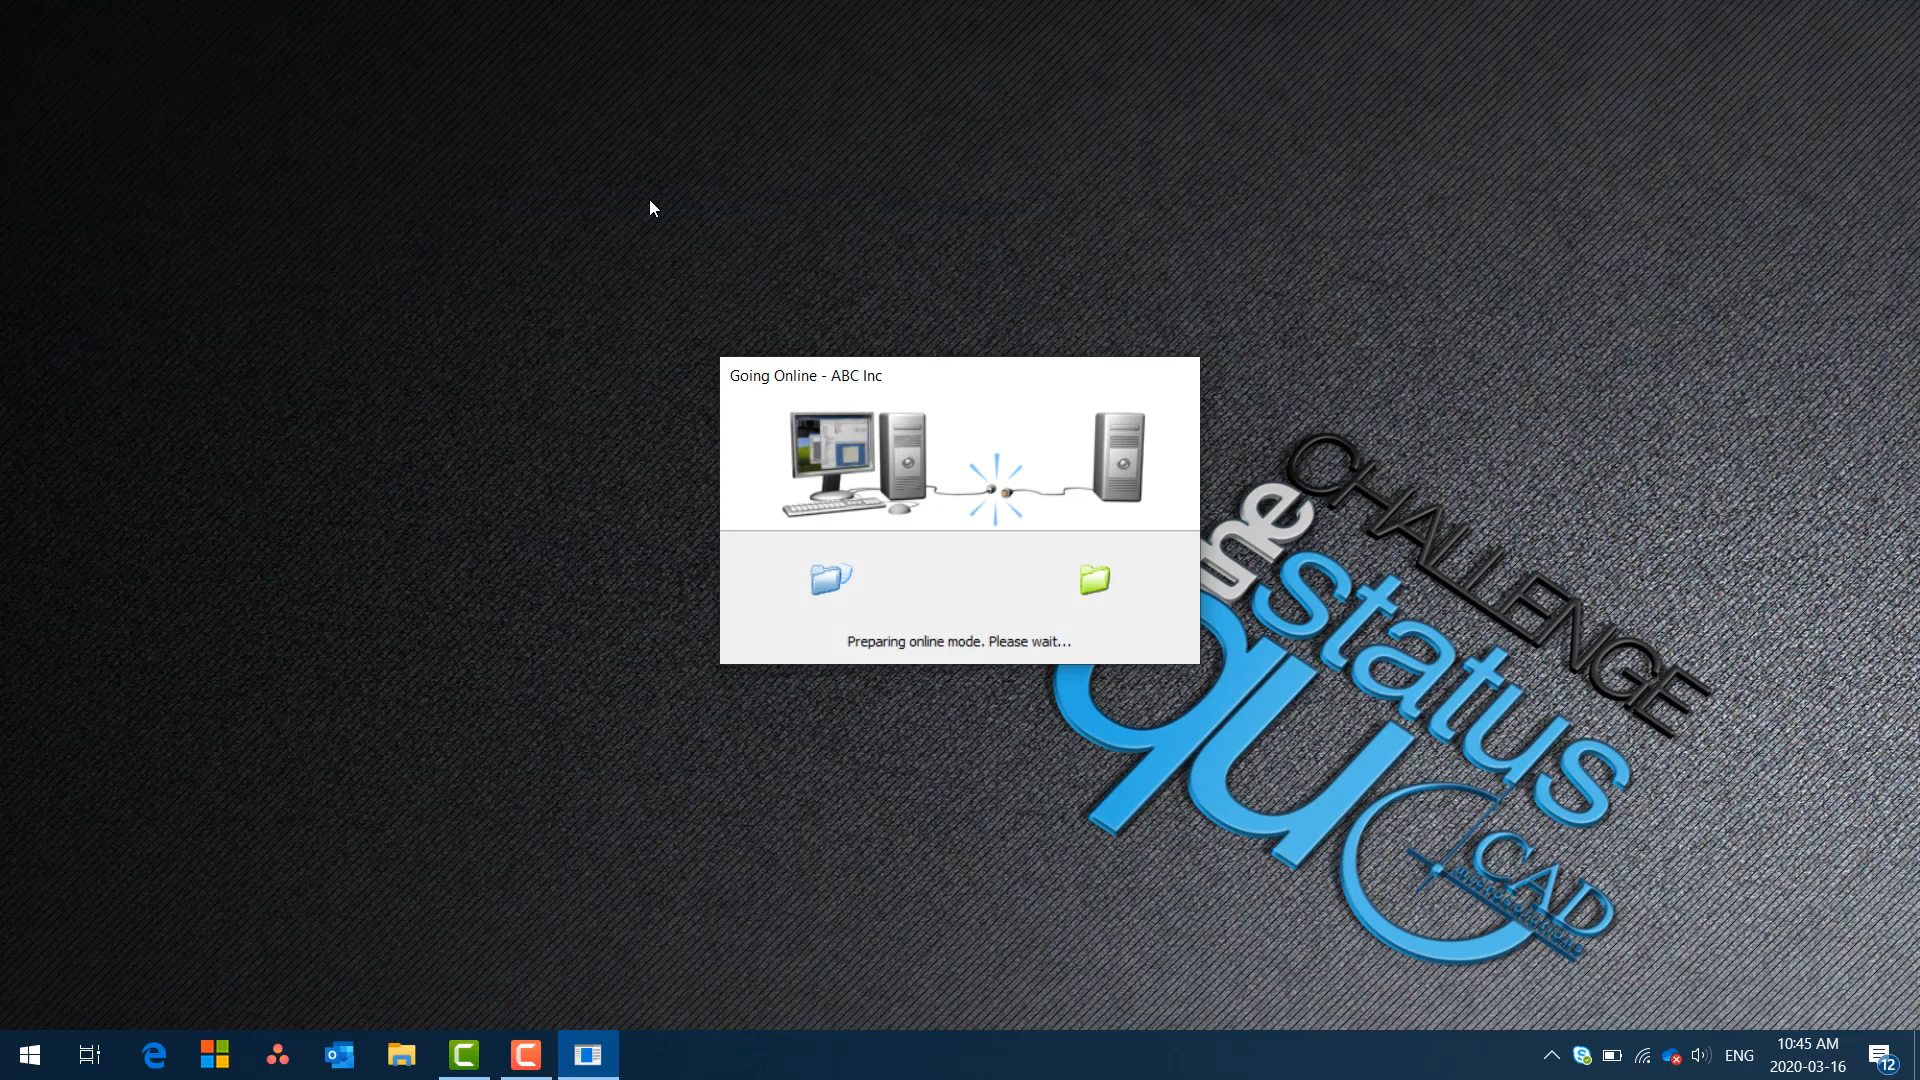 Going Online - ABC Inc
Preparing online mode. Please wait...
CHALLENGE
the
status
quo
CAD
MicroSolutions
ENG
10:45 AM
2020-03-16
12